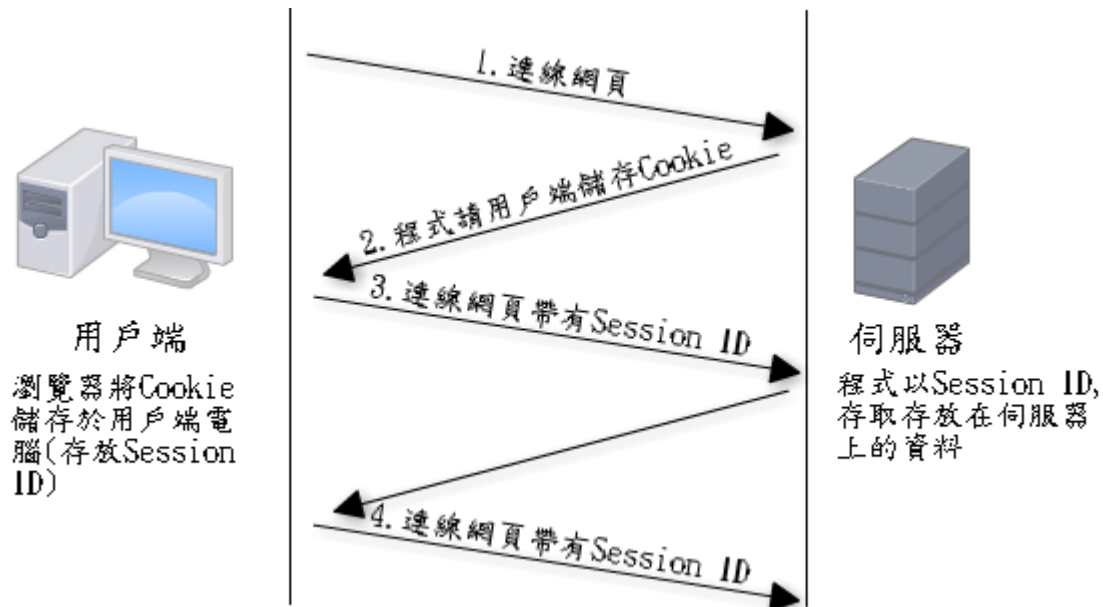 1.連線網頁
2.程式請用戶端儲存Cookie
3.連線網頁帶有Session ID
4.連線網頁帶有Session ID
用戶端
瀏覽器將Cookie
儲存於用戶端電
腦(存放Session
ID)
伺服器
程式以Session ID,
存取存放在伺服器
上的資料